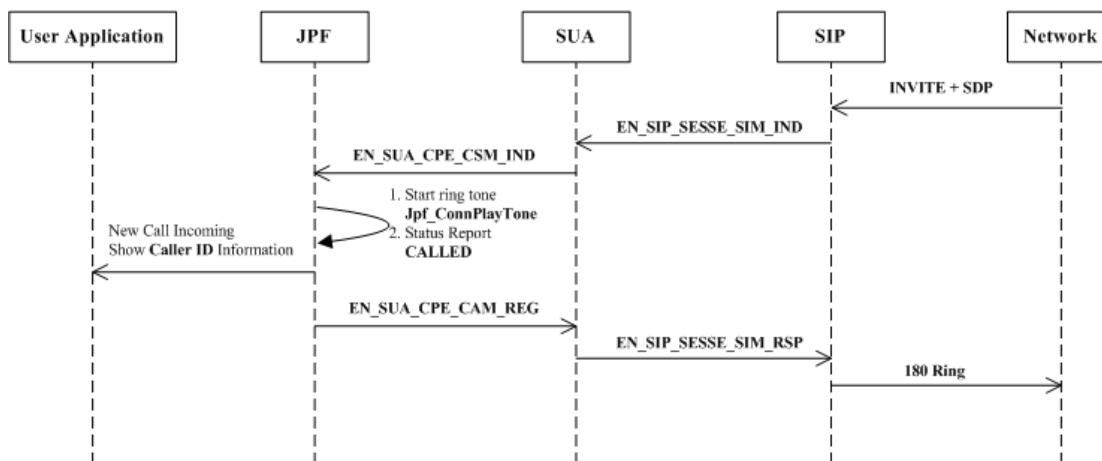 User Application
JPF
SUA
SIP
Network
INVITE + SDP
EN_SIP_SESSE_SIM_IND
EN_SUA_CPE_CSM_IND
1. Start ring tone
Jpf_ConnPlayTone
2. Status Report
CALLED
New Call Incoming
Show Caller ID Information
EN_SUA_CPE_CAM_REG
EN_SIP_SESSE_SIM_RSP
180 Ring